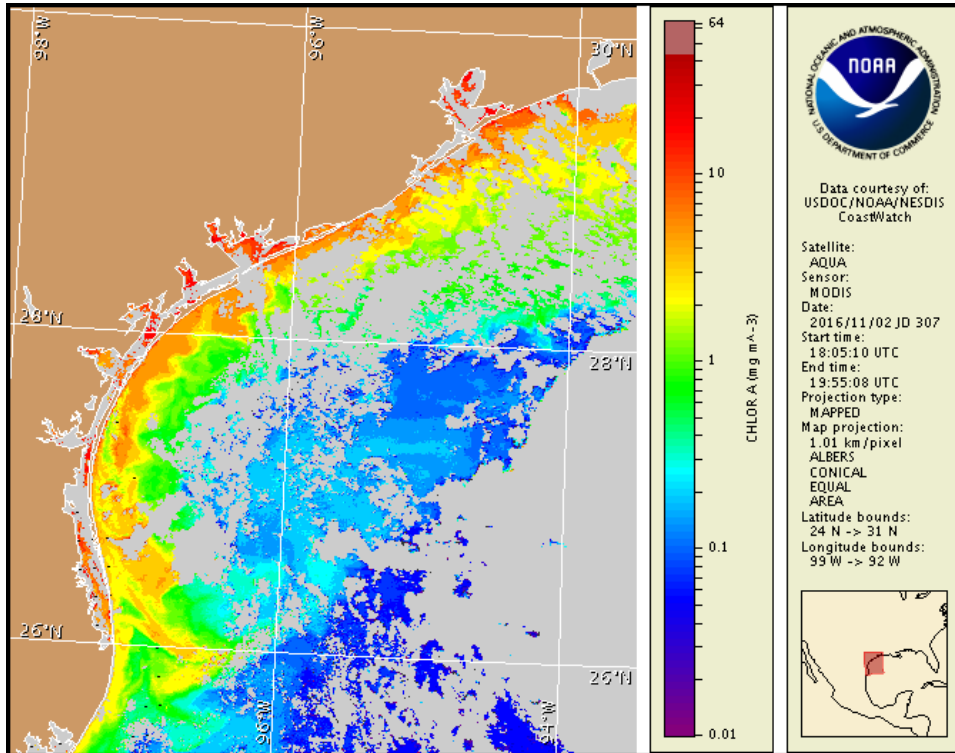 98°W
96°W
30°N
28°N
28°N
26°N
26°N
96°W
94°W
64
10
1
0.1
0.01
CHLOR A (mg m^-3)
NATIONAL OCEANIC AND ATMOSPHERIC ADMINISTRATION
NOAA
U.S. DEPARTMENT OF COMMERCE
Data courtesy of:
USDOC/NOAA/NESDIS
CoastWatch
Satellite:
AQUA
Sensor:
MODIS
Date:
2016/11/02 JD 307
Start time:
18:05:10 UTC
End time:
19:55:08 UTC
Projection type:
MAPPED
Map projection:
1.01 km/pixel
ALBERS
CONICAL
EQUAL
AREA
Latitude bounds:
24 N -> 31 N
Longitude bounds:
99 W -> 92 W